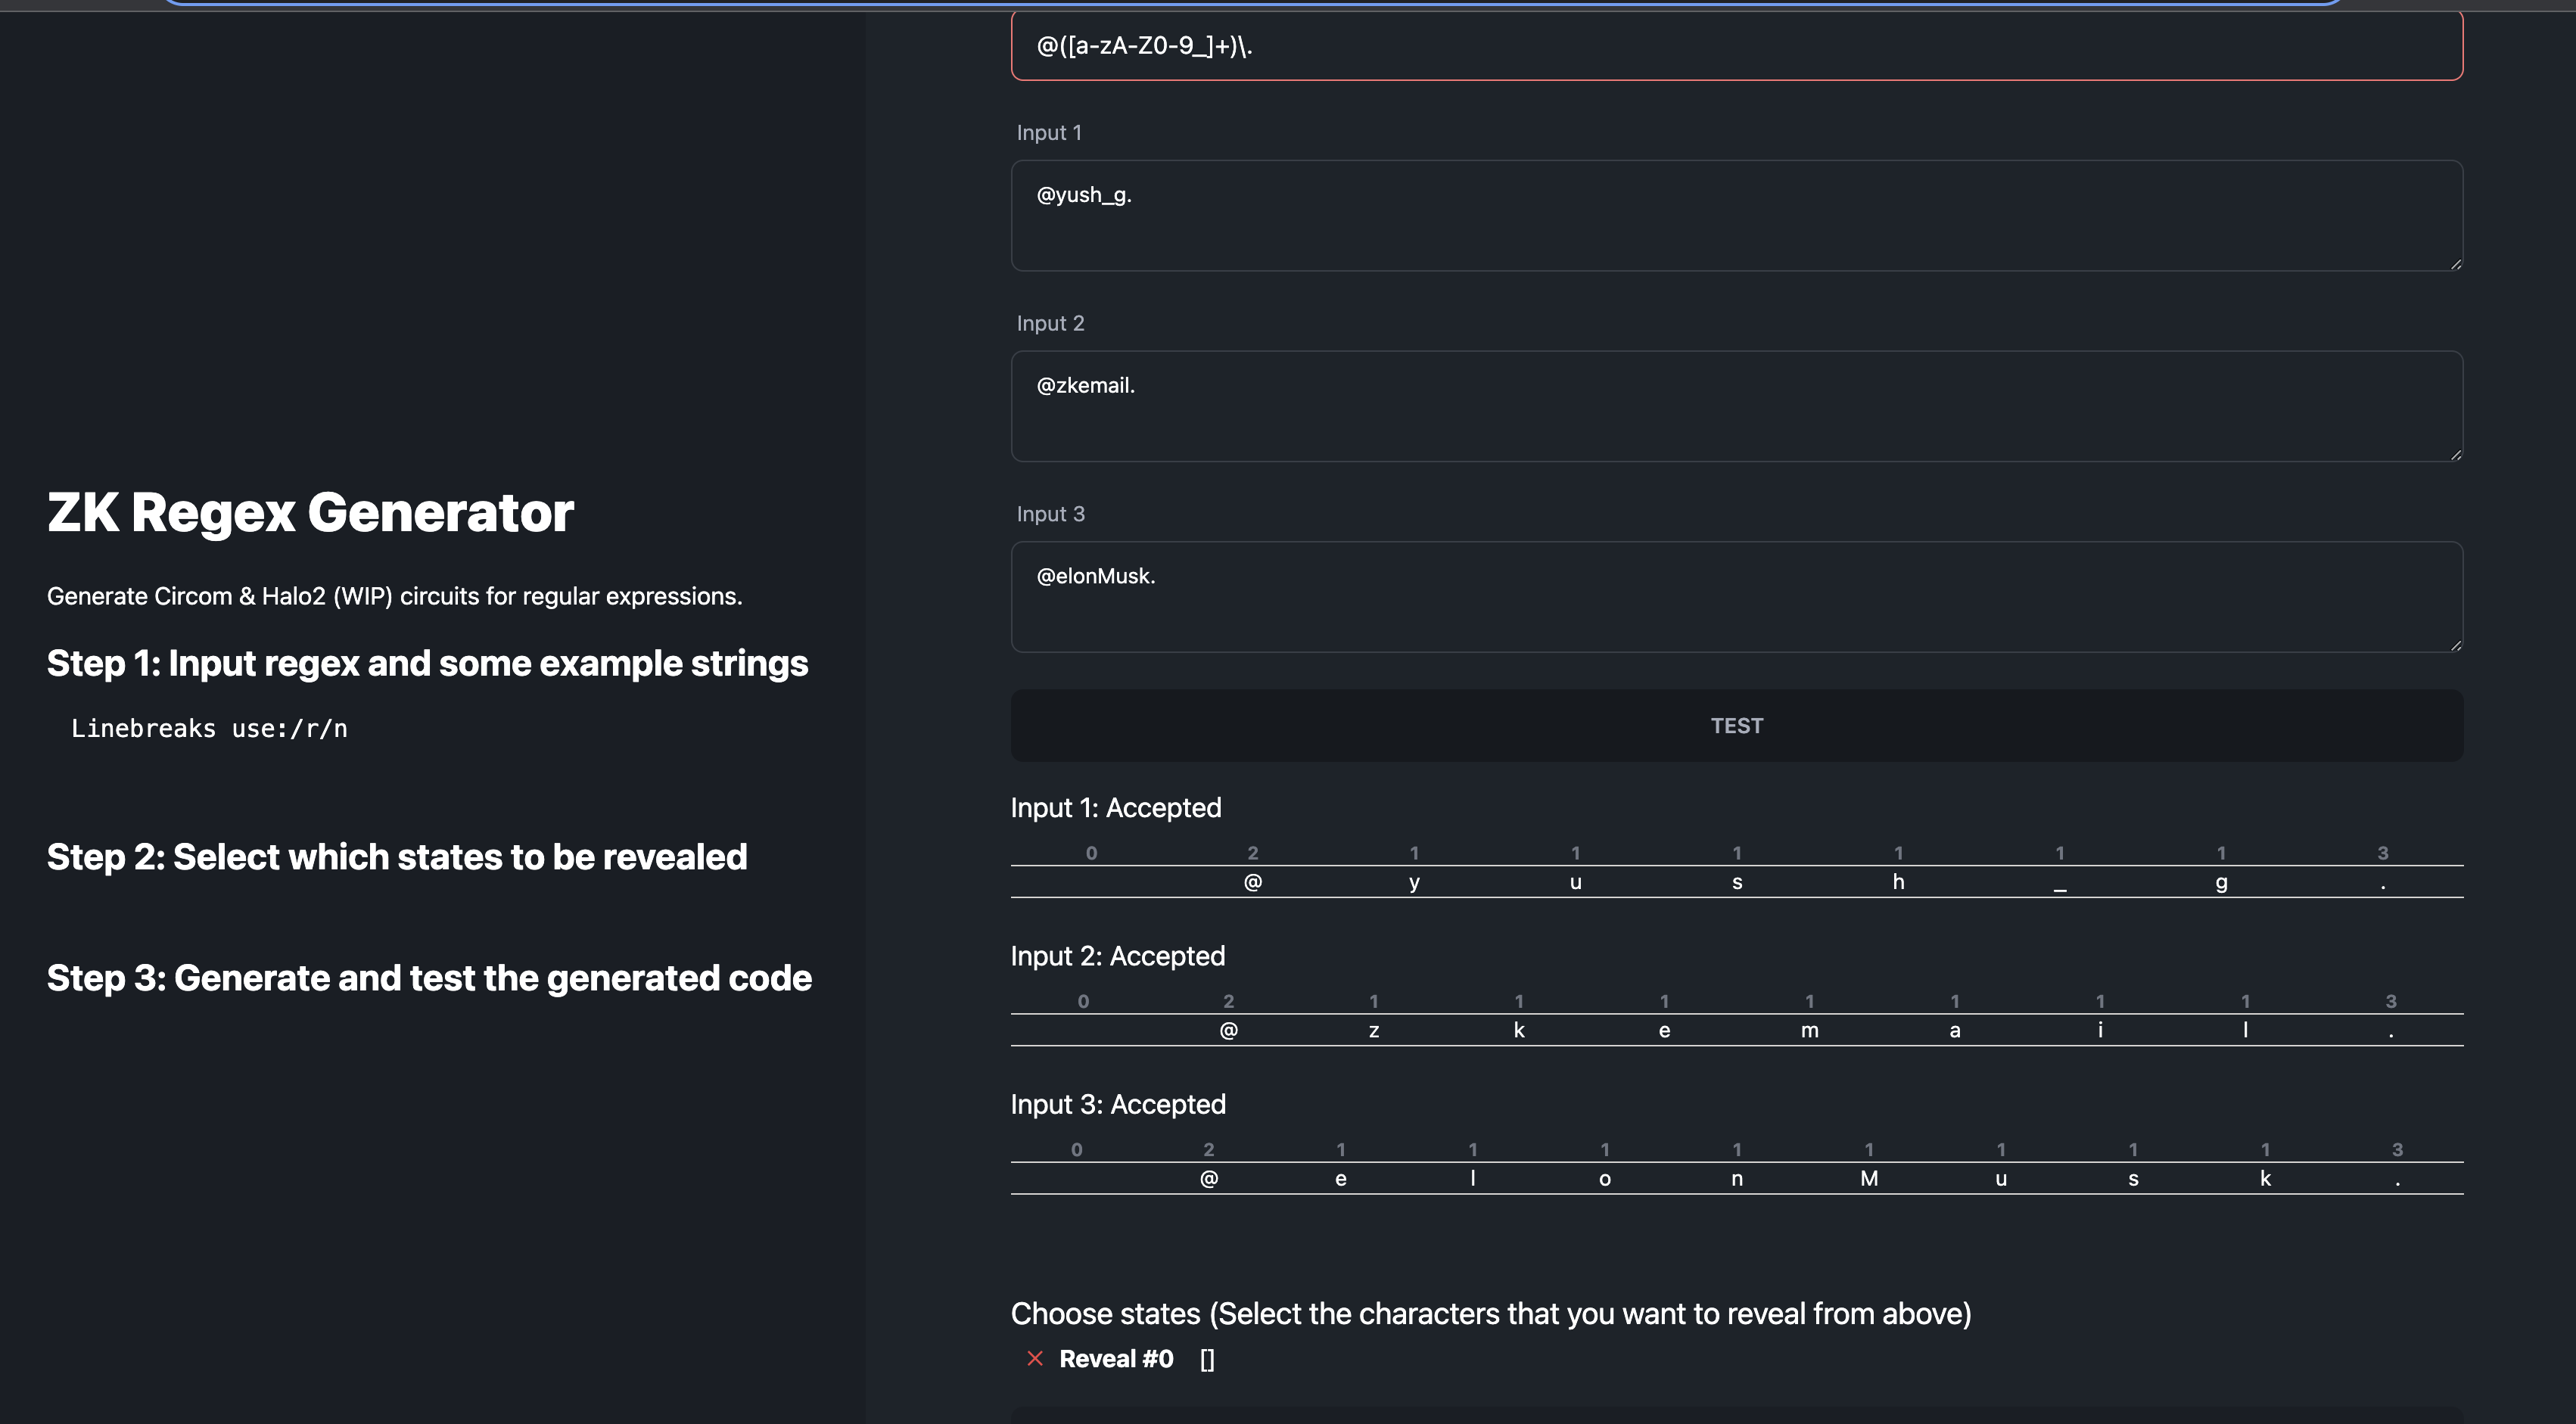 ZK Regex Generator
Generate Circom & Halo2 (WIP) circuits for regular expressions.
Step 1: Input regex and some example strings
Linebreaks use:/r/n
Step 2: Select which states to be revealed
Step 3: Generate and test the generated code
@([a-zA-Z0-9_]+)\.
Input 1
@yush_g.
Input 2
@zkemail.
Input 3
@elonMusk.
TEST
Input 1: Accepted
0 2 1 1 1 1 1 1 3
@ y u s h _ g .
Input 2: Accepted
0 2 1 1 1 1 1 1 1 3
@ z k e m a i l .
Input 3: Accepted
0 2 1 1 1 1 1 1 1 1 3
@ e l o n M u s k .
Choose states (Select the characters that you want to reveal from above)
× Reveal #0 []